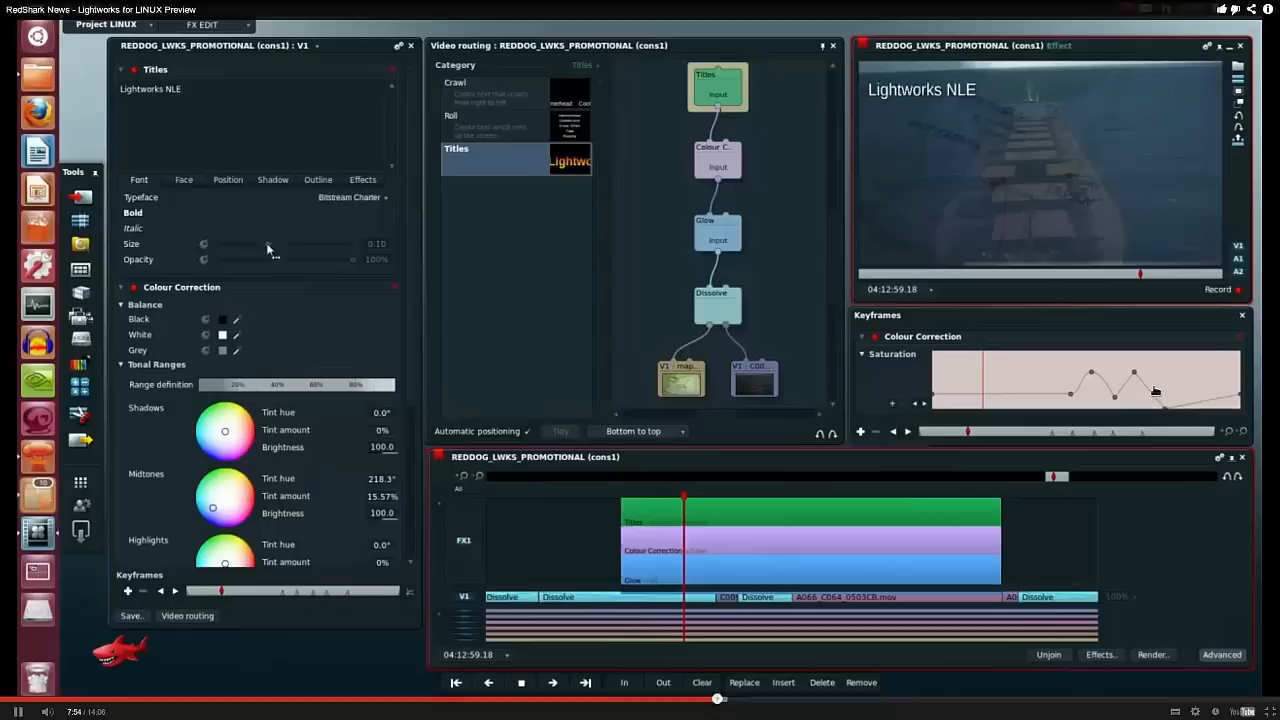 RedShark News - Lightworks for LINUX Preview
Project LINUX
FX EDIT
REDDOG_LWKS_PROMOTIONAL (cons1) : V1
Titles
Lightworks NLE
Font
Face
Position
Shadow
Outline
Effects
Typeface
Bitstream Charter
Bold
Italic
Size
0.10
Opacity
100%
Colour Correction
Balance
Black
White
Grey
Tonal Ranges
Range definition
20%
40%
60%
80%
Shadows
Tint hue
0.0°
Tint amount
0%
Brightness
100.0
Midtones
Tint hue
218.3°
Tint amount
15.57%
Brightness
100.0
Highlights
Tint hue
0.0°
Tint amount
0%
Keyframes
Save..
Video routing
Tools
10
Video routing : REDDOG_LWKS_PROMOTIONAL (cons1)
Category
Titles
Crawl
Create text that crawls
from right to left
Roll
Create text which rolls
up the screen
Titles
Lightwo
Titles
Input
Colour C..
Input
Glow
Input
Dissolve
V1 - map..
V1 - C00..
Automatic positioning ✓
Tidy
Bottom to top
REDDOG_LWKS_PROMOTIONAL (cons1) Effect
Lightworks NLE
V1
A1
A2
04:12:59.18
Record
Keyframes
Colour Correction
Saturation
REDDOG_LWKS_PROMOTIONAL (cons1)
All
FX1
Titles
Colour Correction
Glow
V1
Dissolve
Dissolve
C00
Dissolve
A066_C064_0503CB.mov
A0
Dissolve
100%
04:12:59.18
Unjoin
Effects..
Render..
Advanced
In
Out
Clear
Replace
Insert
Delete
Remove
7:54 / 14:06
YouTube